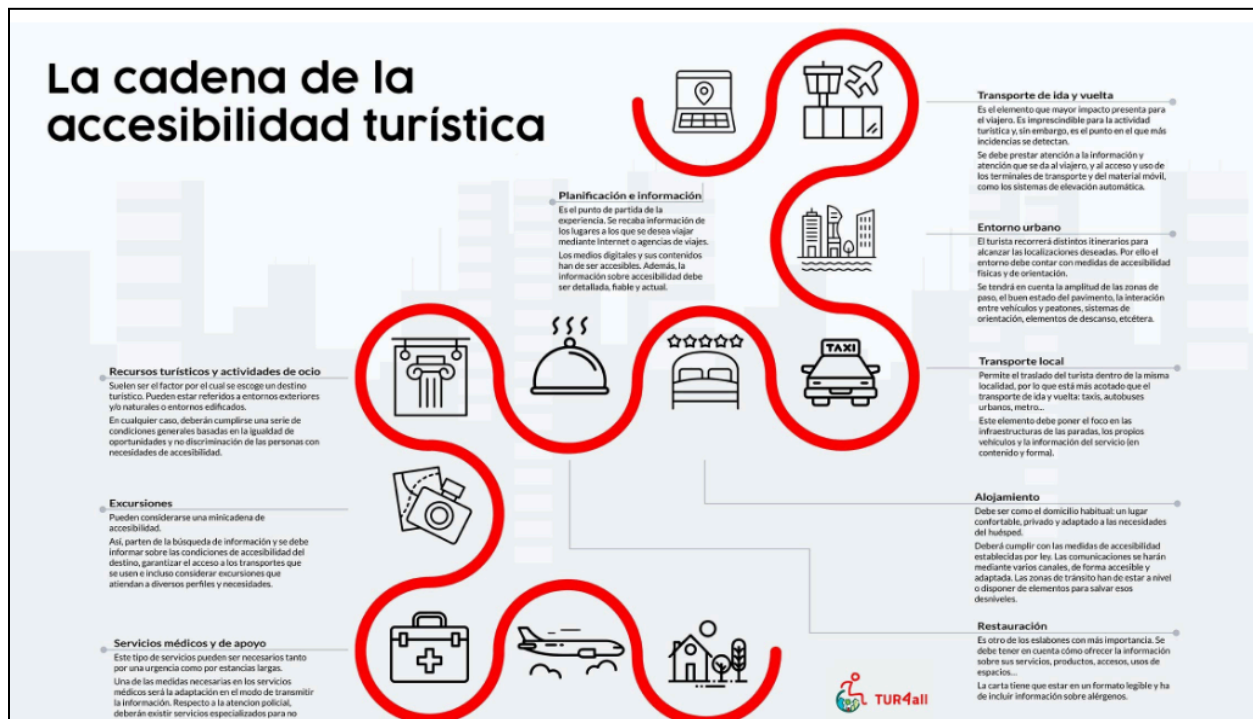 La cadena de la
accesibilidad turística
Planificación e información
Es el punto de partida de la
experiencia. Se recaba información de
los lugares a los que se desea viajar
mediante Internet o agencias de viajes.
Los medios digitales y sus contenidos
han de ser accesibles. Además, la
información sobre accesibilidad debe
ser detallada, fiable y actual.
Transporte de ida y vuelta
Es el elemento que mayor impacto presenta para
el viajero. Es imprescindible para la actividad
turística y, sin embargo, es el punto en el que más
incidencias se detectan.
Se debe prestar atención a la información y
atención que se da al viajero, y al acceso y uso de
los terminales de transporte y del material móvil,
como los sistemas de elevación automática.
Entorno urbano
El turista recorrerá distintos itinerarios para
alcanzar las localizaciones deseadas. Por ello el
entorno debe contar con medidas de accesibilidad
físicas y de orientación.
Se tendrá en cuenta la amplitud de las zonas de
paso, el buen estado del pavimento, la interación
entre vehículos y peatones, sistemas de
orientación, elementos de descanso, etcétera.
TAXI
Transporte local
Permite el traslado del turista dentro de la misma
localidad, por lo que está más acotado que el
transporte de ida y vuelta: taxis, autobuses
urbanos, metro...
Este elemento debe poner el foco en las
infraestructuras de las paradas, los propios
vehículos y la información del servicio (en
contenido y forma).
Alojamiento
Debe ser como el domicilio habitual: un lugar
confortable, privado y adaptado a las necesidades
del huésped.
Deberá cumplir con las medidas de accesibilidad
establecidas por ley. Las comunicaciones se harán
mediante varios canales, de forma accesible y
adaptada. Las zonas de tránsito han de estar a nivel
o disponer de elementos para salvar esos
desniveles.
Restauración
Es otro de los eslabones con más importancia. Se
debe tener en cuenta cómo ofrecer la información
sobre sus servicios, productos, accesos, usos de
espacios...
La carta tiene que estar en un formato legible y ha
de incluir información sobre alérgenos.
Recursos turísticos y actividades de ocio
Suelen ser el factor por el cual se escoge un destino
turístico. Pueden estar referidos a entornos exteriores
y/o naturales o entornos edificados.
En cualquier caso, deberán cumplirse una serie de
condiciones generales basadas en la igualdad de
oportunidades y no discriminación de las personas con
necesidades de accesibilidad.
Excursiones
Pueden considerarse una minicadena de
accesibilidad.
Así, parten de la búsqueda de información y se debe
informar sobre las condiciones de accesibilidad del
destino, garantizar el acceso a los transportes que
se usen e incluso considerar excursiones que
atiendan a diversos perfiles y necesidades.
Servicios médicos y de apoyo
Este tipo de servicios pueden ser necesarios tanto
por una urgencia como por estancias largas.
Una de las medidas necesarias en los servicios
médicos será la adaptación en el modo de transmitir
la información. Respecto a la atencion policial,
deberán existir servicios especializados para no
TUR4all